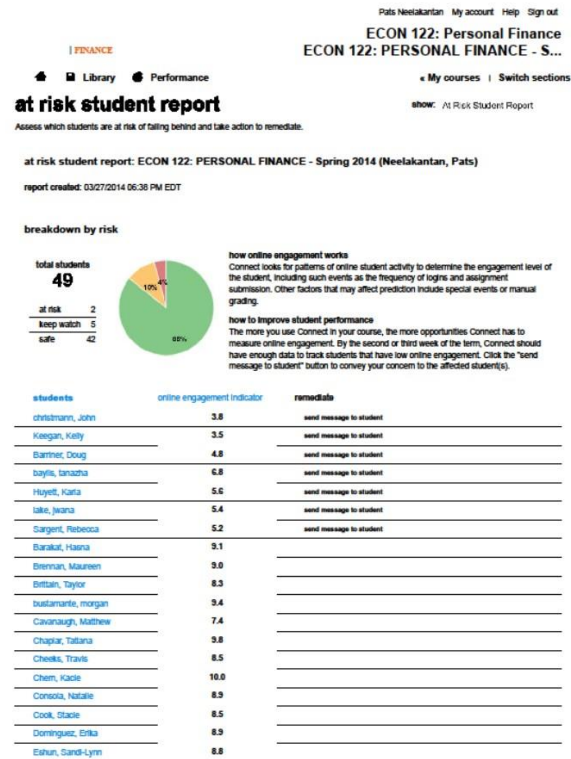 Pats Neelakantan My account Help Sign out
ECON 122: Personal Finance
| FINANCE
ECON 122: PERSONAL FINANCE - S...
Library Performance
« My courses | Switch sections
at risk student report
show: At Risk Student Report
Assess which students are at risk of falling behind and take action to remediate.
at risk student report: ECON 122: PERSONAL FINANCE - Spring 2014 (Neelakantan, Pats)
report created: 03/27/2014 06:38 PM EDT
breakdown by risk
total students
49
at risk 2
keep watch 5
safe 42
10%
4%
86%
how online engagement works
Connect looks for patterns of online student activity to determine the engagement level of
the student, including such events as the frequency of logins and assignment
submission. Other factors that may affect prediction include special events or manual
grading.
how to improve student performance
The more you use Connect in your course, the more opportunities Connect has to
measure online engagement. By the second or third week of the term, Connect should
have enough data to track students that have low online engagement. Click the "send
message to student" button to convey your concern to the affected student(s).
students online engagement indicator remediate
christmann, John 3.8 send message to student
Keegan, Kelly 3.5 send message to student
Barriner, Doug 4.8 send message to student
baylis, tanazha 6.8 send message to student
Huyett, Karla 5.6 send message to student
lake, jwana 5.4 send message to student
Sargent, Rebecca 5.2 send message to student
Barakat, Hasna 9.1
Brennan, Maureen 9.0
Brittain, Taylor 8.3
bustamante, morgan 9.4
Cavanaugh, Matthew 7.4
Chaplar, Tatiana 9.8
Cheeks, Travis 8.5
Chern, Kacie 10.0
Consola, Natalie 8.9
Cook, Stacie 8.5
Dominguez, Erika 8.9
Eshun, Sandi-Lynn 8.8